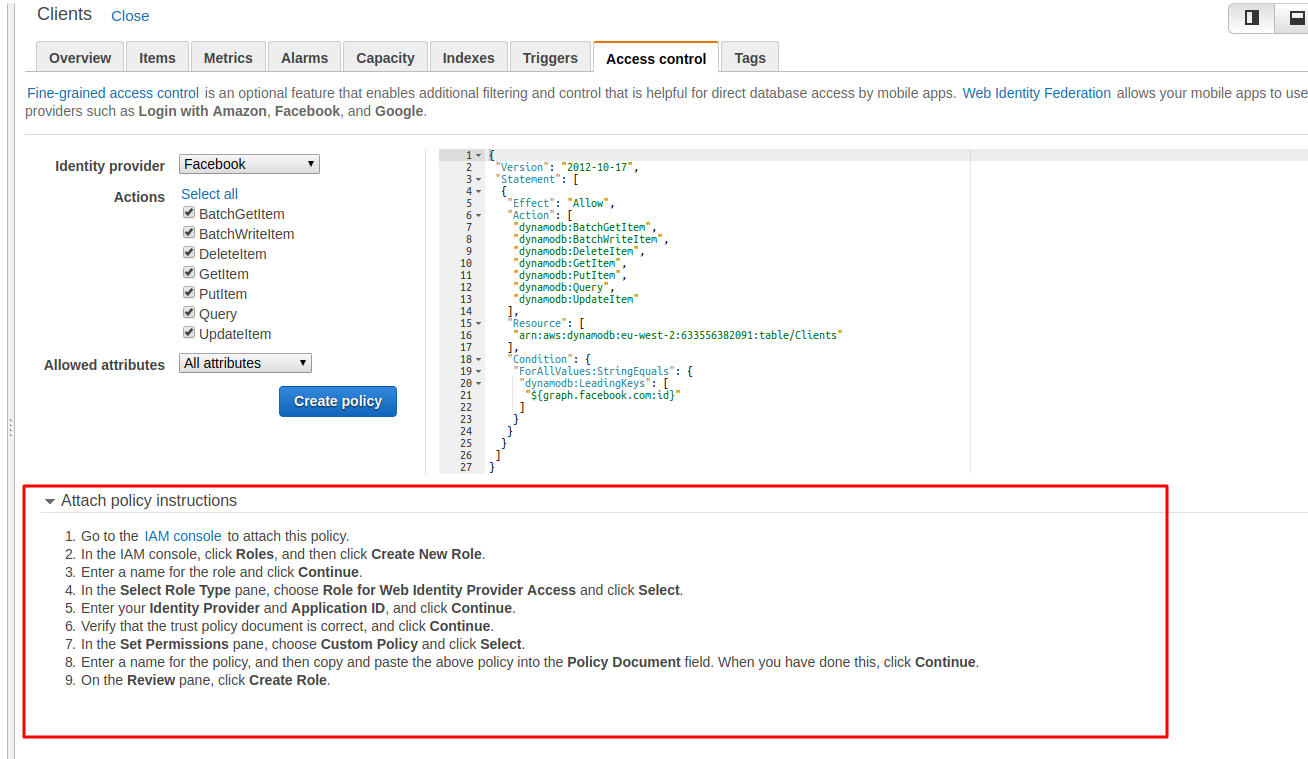 Clients Close
Overview Items Metrics Alarms Capacity Indexes Triggers Access control Tags
Fine-grained access control is an optional feature that enables additional filtering and control that is helpful for direct database access by mobile apps. Web Identity Federation allows your mobile apps to use
providers such as Login with Amazon, Facebook, and Google.
Identity provider Facebook
Actions Select all
BatchGetItem
BatchWriteItem
DeleteItem
GetItem
PutItem
Query
UpdateItem
Allowed attributes All attributes
Create policy
1 {
2 "Version": "2012-10-17",
3 "Statement": [
4 {
5 "Effect": "Allow",
6 "Action": [
7 "dynamodb:BatchGetItem",
8 "dynamodb:BatchWriteItem",
9 "dynamodb:DeleteItem",
10 "dynamodb:GetItem",
11 "dynamodb:PutItem",
12 "dynamodb:Query",
13 "dynamodb:UpdateItem"
14 ],
15 "Resource": [
16 "arn:aws:dynamodb:eu-west-2:633556382091:table/Clients"
17 ],
18 "Condition": {
19 "ForAllValues:StringEquals": {
20 "dynamodb:LeadingKeys": [
21 "${graph.facebook.com:id}"
22 ]
23 }
24 }
25 }
26 ]
27 }
Attach policy instructions
1. Go to the IAM console to attach this policy.
2. In the IAM console, click Roles, and then click Create New Role.
3. Enter a name for the role and click Continue.
4. In the Select Role Type pane, choose Role for Web Identity Provider Access and click Select.
5. Enter your Identity Provider and Application ID, and click Continue.
6. Verify that the trust policy document is correct, and click Continue.
7. In the Set Permissions pane, choose Custom Policy and click Select.
8. Enter a name for the policy, and then copy and paste the above policy into the Policy Document field. When you have done this, click Continue.
9. On the Review pane, click Create Role.